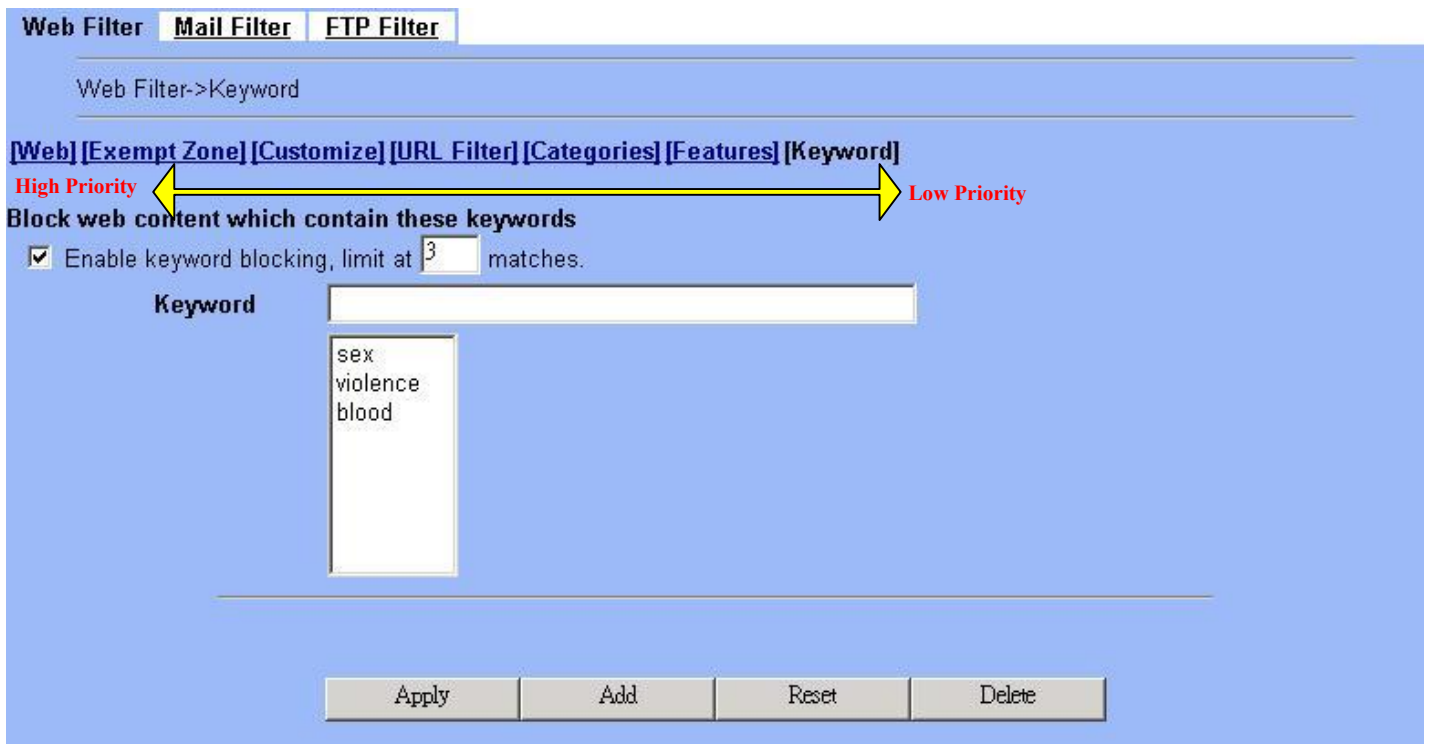 Web Filter Mail Filter FTP Filter
Web Filter->Keyword
[Web] [Exempt Zone] [Customize] [URL Filter] [Categories] [Features] [Keyword]
High Priority Low Priority
Block web content which contain these keywords
Enable keyword blocking, limit at 3 matches.
Keyword
sex
violence
blood
Apply Add Reset Delete